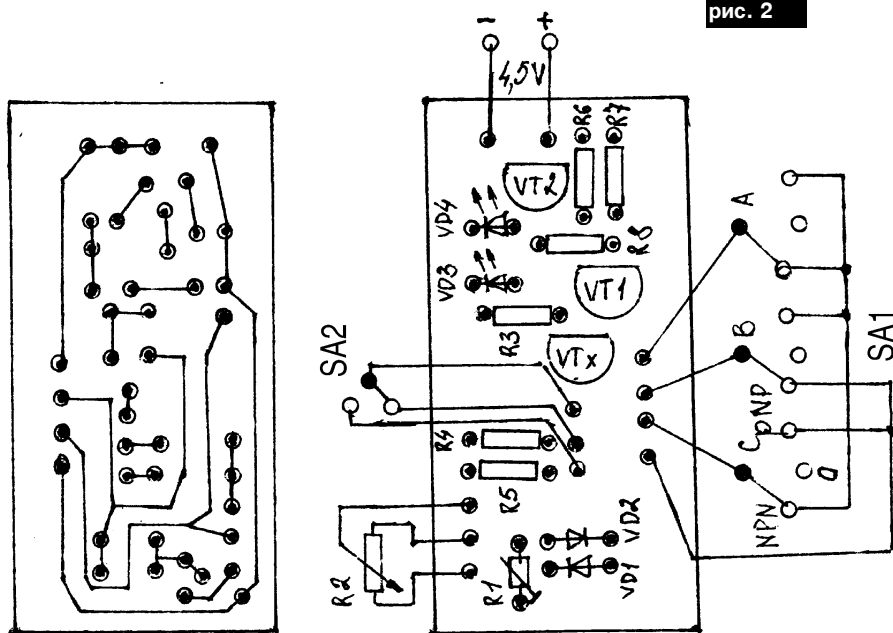 рис. 2
-
+
4,5V
R6
R7
VT2
A
VD4
R8
VD3
VT1
R3
B
SA2
VTx
SA1
PNP
R4
C
R5
NPN
VD2
R2
R1
VD1